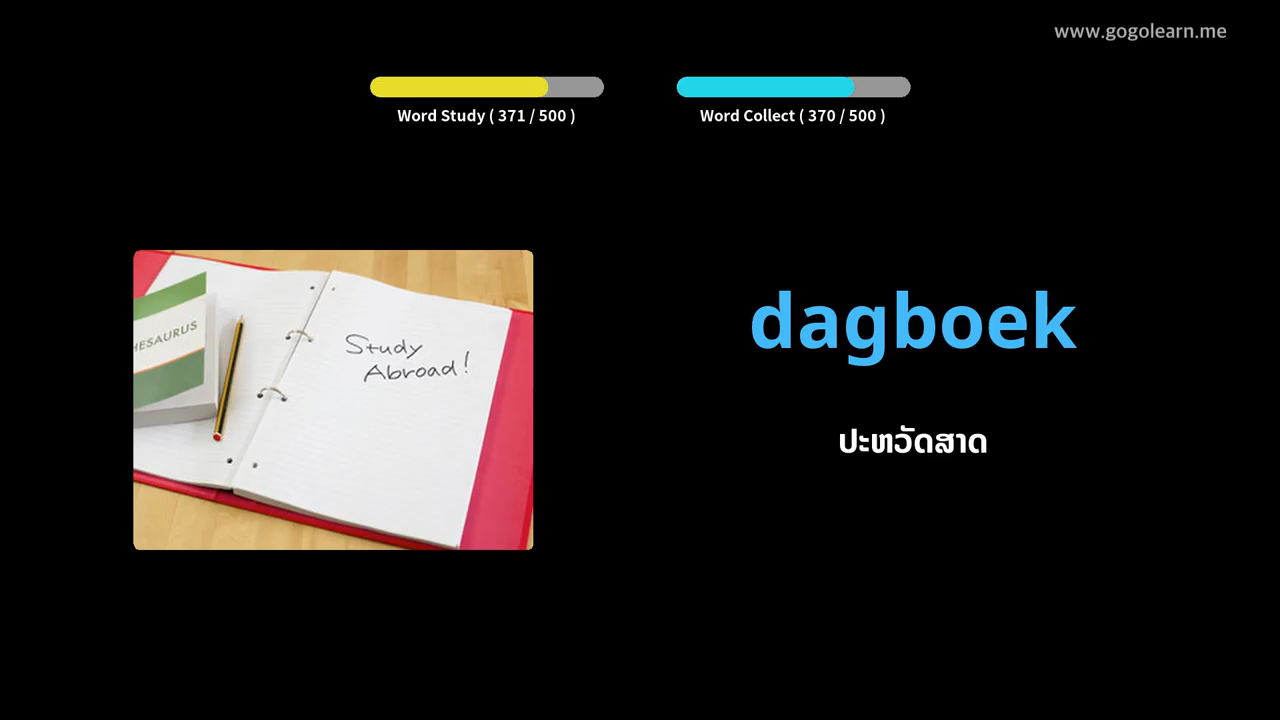 www.gogolearn.me
Word Study ( 371 / 500 )
Word Collect ( 370 / 500 )
HESAURUS
Study
Abroad!
dagboek
ປະຫວັດສາດ